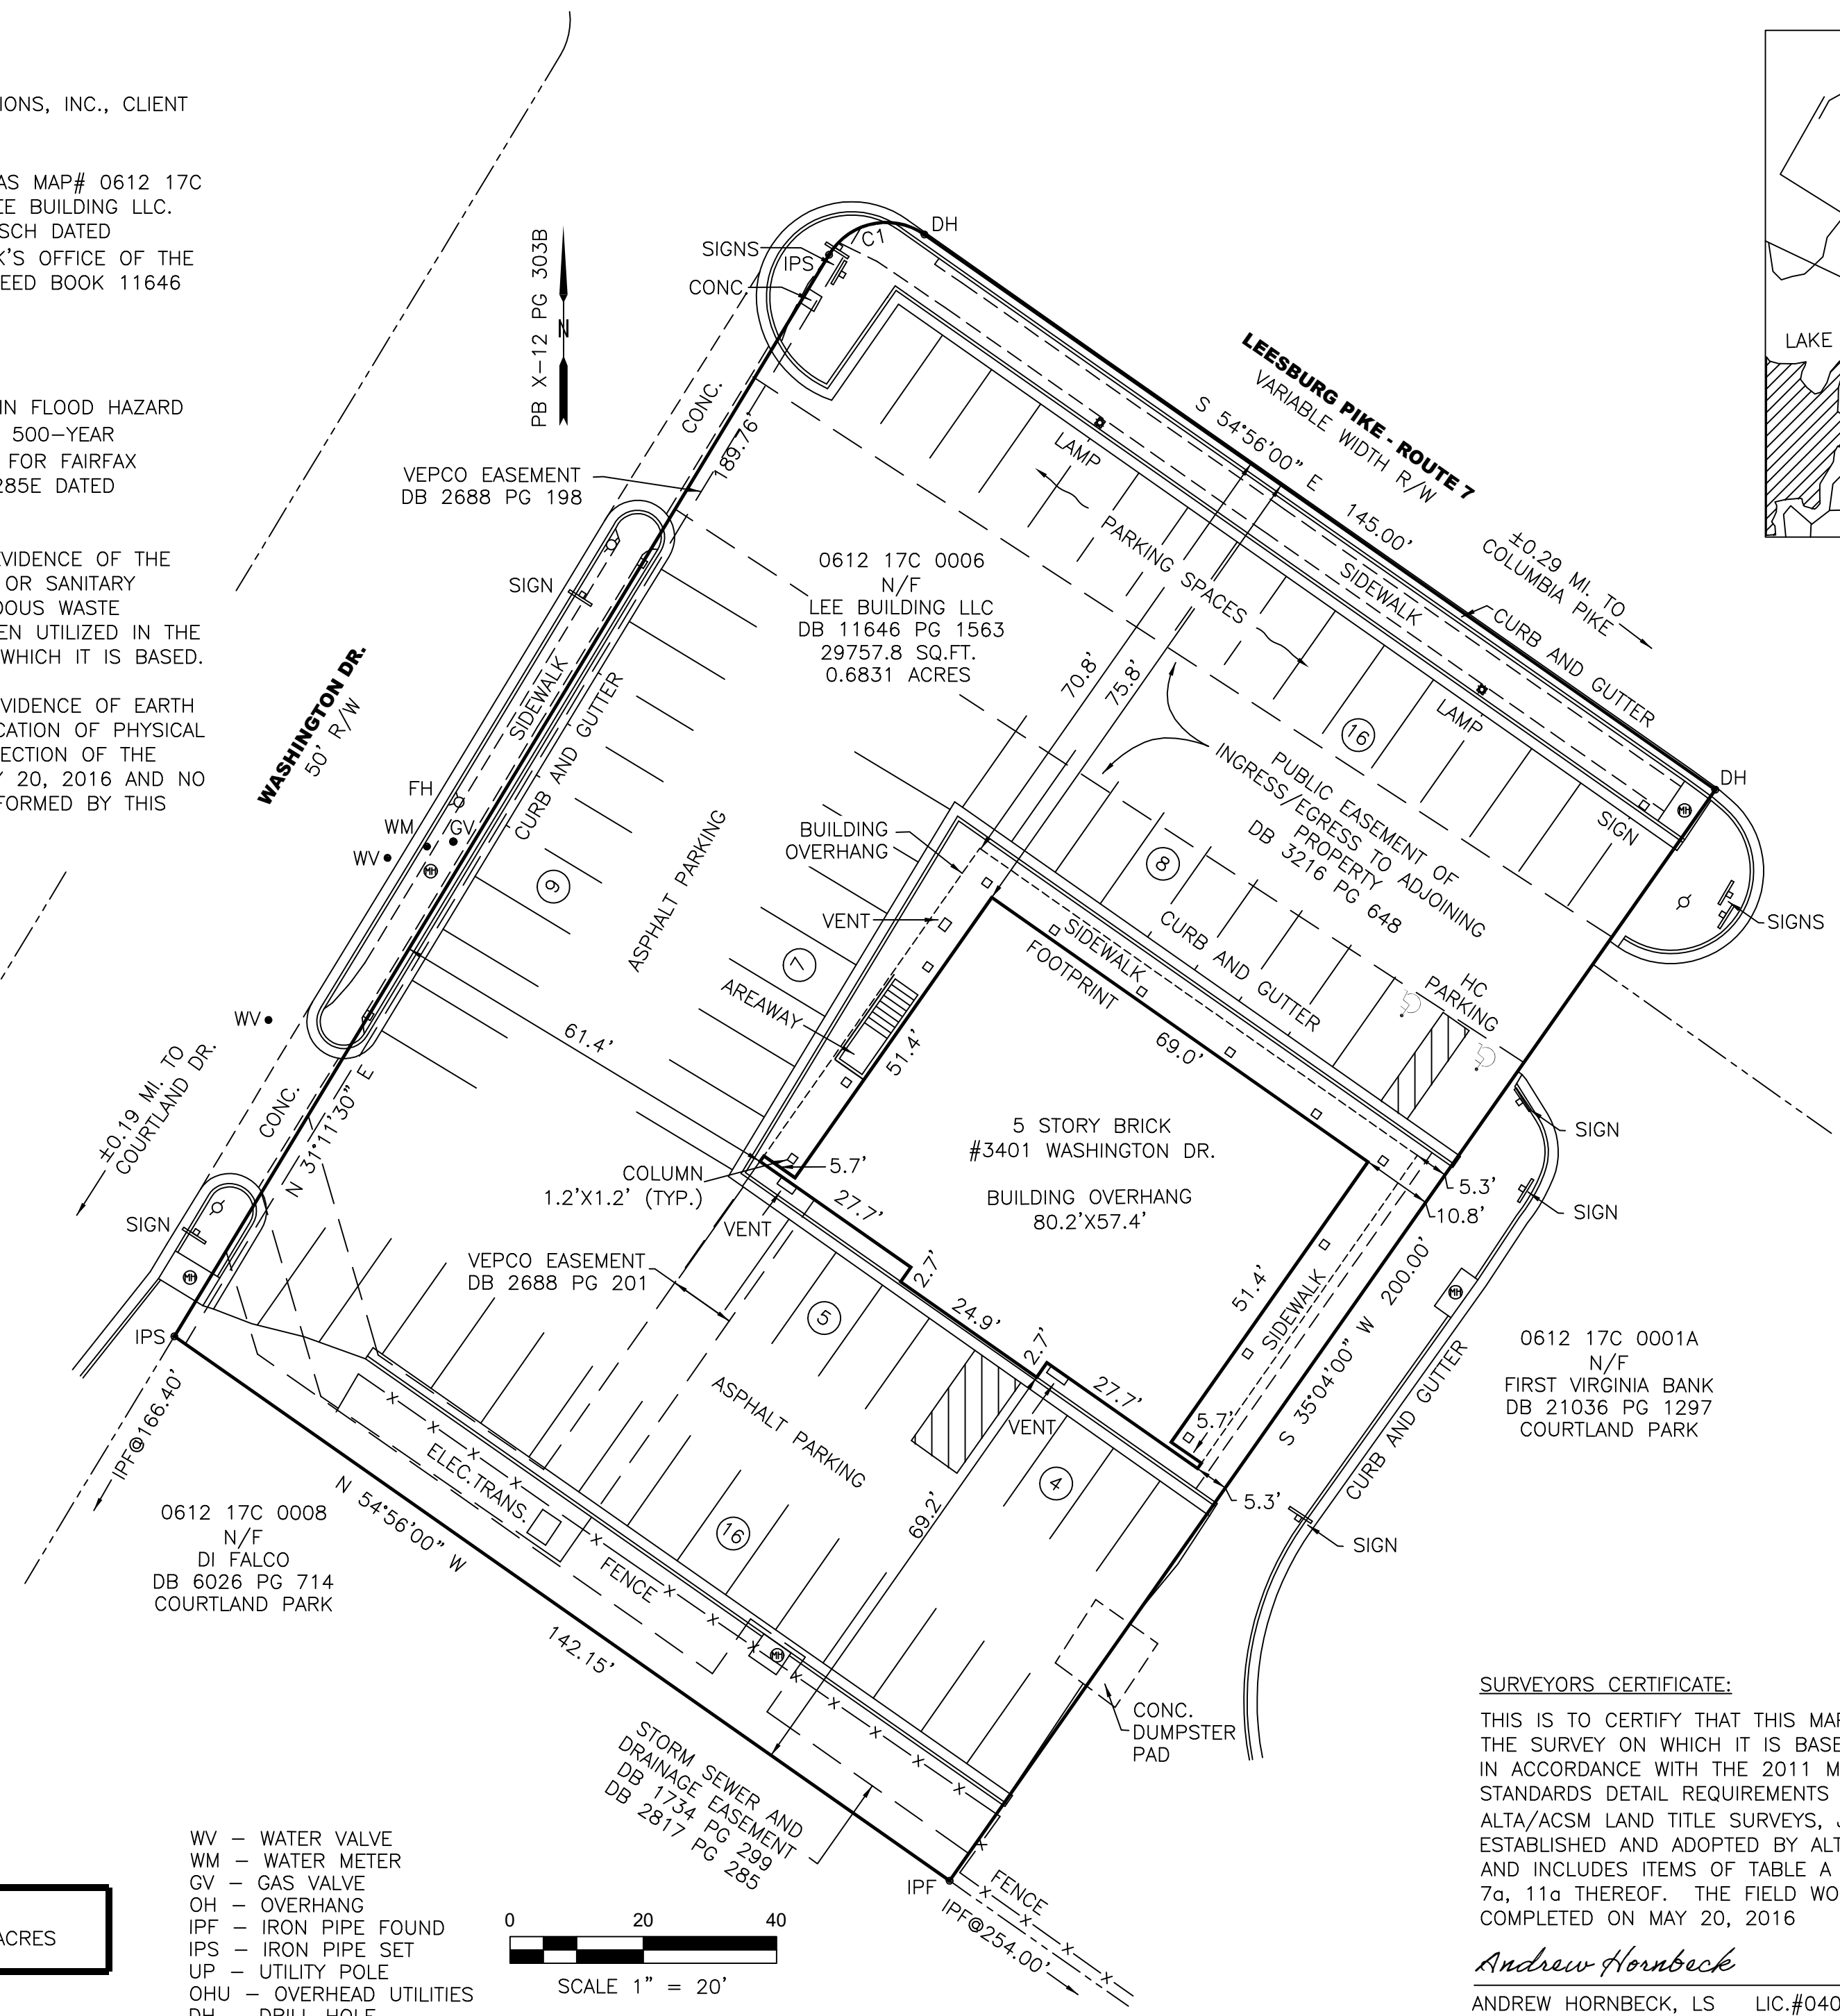 IONS, INC., CLIENT
AS MAP# 0612 17C
EE BUILDING LLC.
SCH DATED
K'S OFFICE OF THE
EED BOOK 11646
IN FLOOD HAZARD
500-YEAR
FOR FAIRFAX
285E DATED
EVIDENCE OF THE
OR SANITARY
DOUS WASTE
EN UTILIZED IN THE
WHICH IT IS BASED.
EVIDENCE OF EARTH
CATION OF PHYSICAL
ECTION OF THE
Y 20, 2016 AND NO
FORMED BY THIS
PB X-12 PG 303B
N
SIGNS
IPS
C1
DH
CONC.
CONC.
189.76'
VEPCO EASEMENT
DB 2688 PG 198
LEESBURG PIKE - ROUTE 7
VARIABLE WIDTH R/W
S 54°56'00" E 145.00'
±0.29 MI. TO
COLUMBIA PIKE
LAKE
LAMP
PARKING SPACES
SIDEWALK
CURB AND GUTTER
LAMP
16
SIGN
DH
MH
SIGNS
0612 17C 0006
N/F
LEE BUILDING LLC
DB 11646 PG 1563
29757.8 SQ.FT.
0.6831 ACRES
70.8'
75.8'
PUBLIC EASEMENT OF
INGRESS/EGRESS TO ADJOINING
PROPERTY
DB 3216 PG 648
SIGN
WASHINGTON DR.
50' R/W
SIDEWALK
CURB AND GUTTER
FH
WM
GV
WV
MH
9
ASPHALT PARKING
BUILDING
OVERHANG
8
CURB AND GUTTER
HC
PARKING
VENT
7
AREAWAY
SIDEWALK
FOOTPRINT
51.4'
69.0'
WV
61.4'
±0.19 MI. TO
COURTLAND DR.
CONC.
N 31°11'30" E
5 STORY BRICK
#3401 WASHINGTON DR.
BUILDING OVERHANG
80.2'X57.4'
COLUMN
1.2'X1.2' (TYP.)
5.7'
27.7'
VENT
2.7'
5.3'
10.8'
SIGN
SIGN
SIGN
MH
VEPCO EASEMENT
DB 2688 PG 201
5
24.9'
2.7'
27.7'
VENT
51.4'
SIDEWALK
5.7'
S 35°04'00" W 200.00'
MH
CURB AND GUTTER
0612 17C 0001A
N/F
FIRST VIRGINIA BANK
DB 21036 PG 1297
COURTLAND PARK
IPS
IPF@166.40'
ASPHALT PARKING
4
5.3'
SIGN
69.2'
16
ELEC.TRANS.
FENCE
N 54°56'00" W
142.15'
MH
0612 17C 0008
N/F
DI FALCO
DB 6026 PG 714
COURTLAND PARK
CONC.
DUMPSTER
PAD
STORM SEWER AND
DRAINAGE EASEMENT
DB 1734 PG 299
DB 2817 PG 285
IPF
FENCE
IPF@254.00'
SURVEYORS CERTIFICATE:
THIS IS TO CERTIFY THAT THIS MAP
THE SURVEY ON WHICH IT IS BASE
IN ACCORDANCE WITH THE 2011 M
STANDARDS DETAIL REQUIREMENTS
ALTA/ACSM LAND TITLE SURVEYS, J
ESTABLISHED AND ADOPTED BY ALT
AND INCLUDES ITEMS OF TABLE A
7a, 11a THEREOF. THE FIELD WO
COMPLETED ON MAY 20, 2016
Andrew Hornbeck
ANDREW HORNBECK, LS LIC.#040
ACRES
WV – WATER VALVE
WM – WATER METER
GV – GAS VALVE
OH – OVERHANG
IPF – IRON PIPE FOUND
IPS – IRON PIPE SET
UP – UTILITY POLE
OHU – OVERHEAD UTILITIES
DH – DRILL HOLE
0 20 40
SCALE 1" = 20'